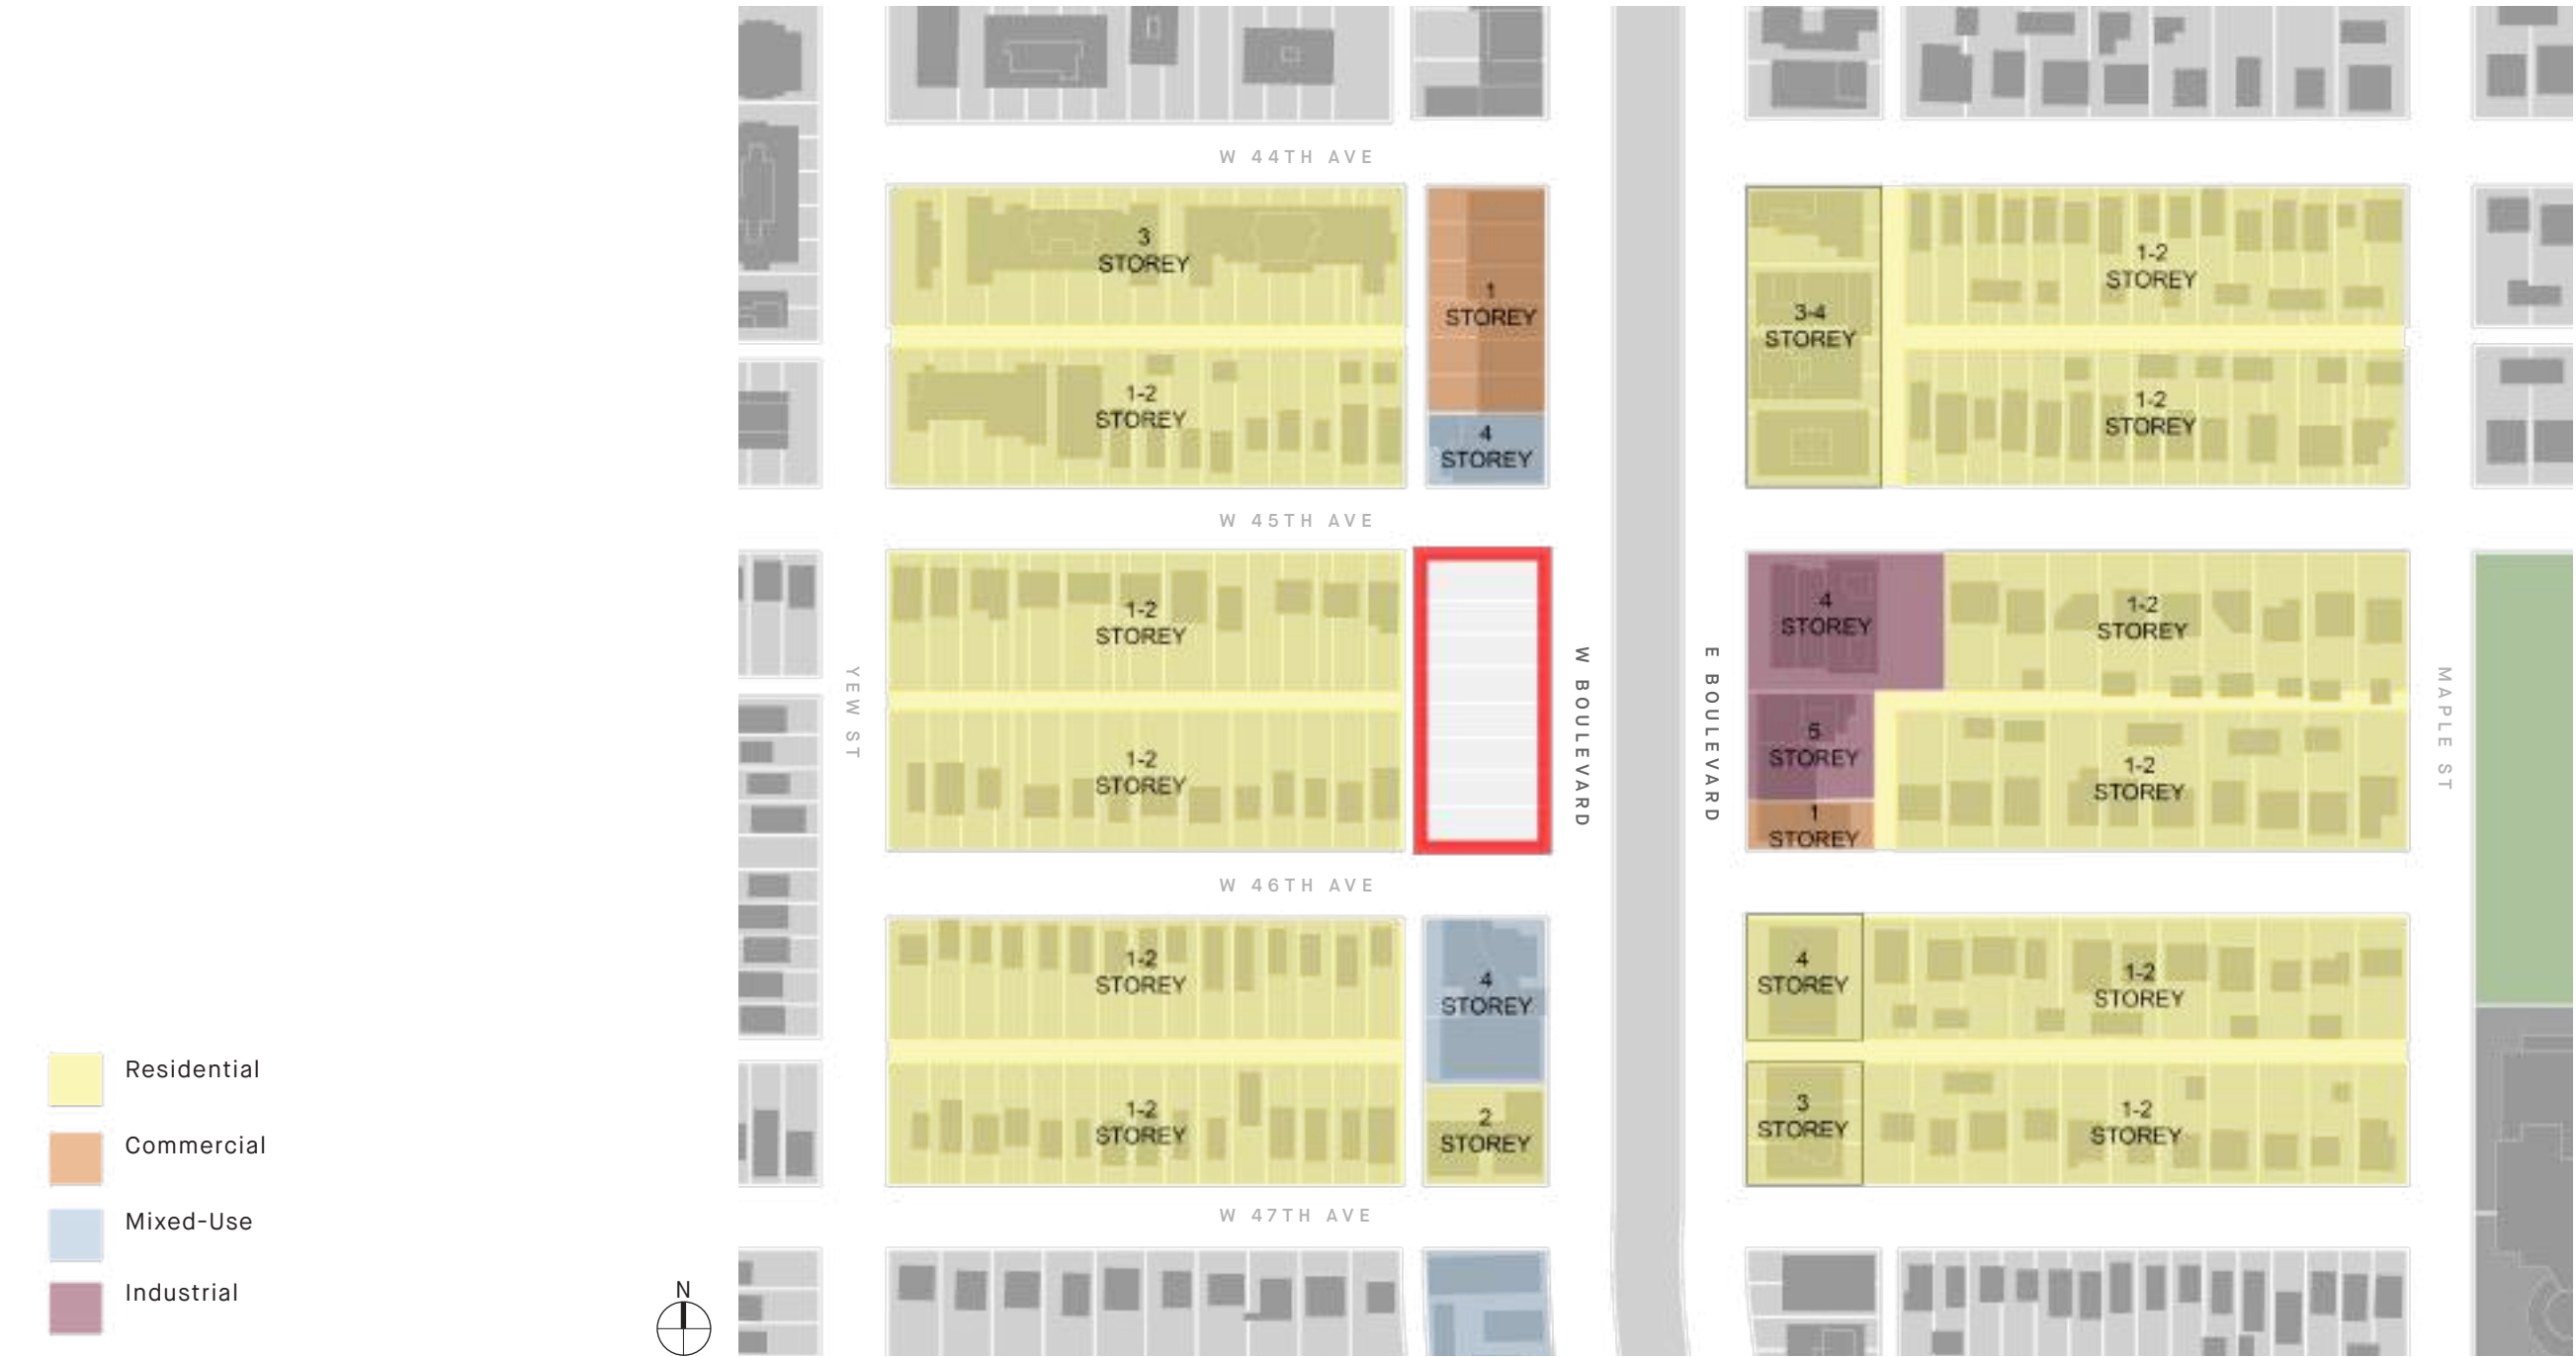 W 44TH AVE
3
STOREY
1
STOREY
3-4
STOREY
1-2
STOREY
1-2
STOREY
4
STOREY
1-2
STOREY
W 45TH AVE
1-2
STOREY
4
STOREY
1-2
STOREY
YEW ST
W BOULEVARD
E BOULEVARD
MAPLE ST
1-2
STOREY
5
STOREY
1-2
STOREY
1
STOREY
W 46TH AVE
1-2
STOREY
4
STOREY
4
STOREY
1-2
STOREY
1-2
STOREY
2
STOREY
3
STOREY
1-2
STOREY
W 47TH AVE
Residential
Commercial
Mixed-Use
Industrial
N